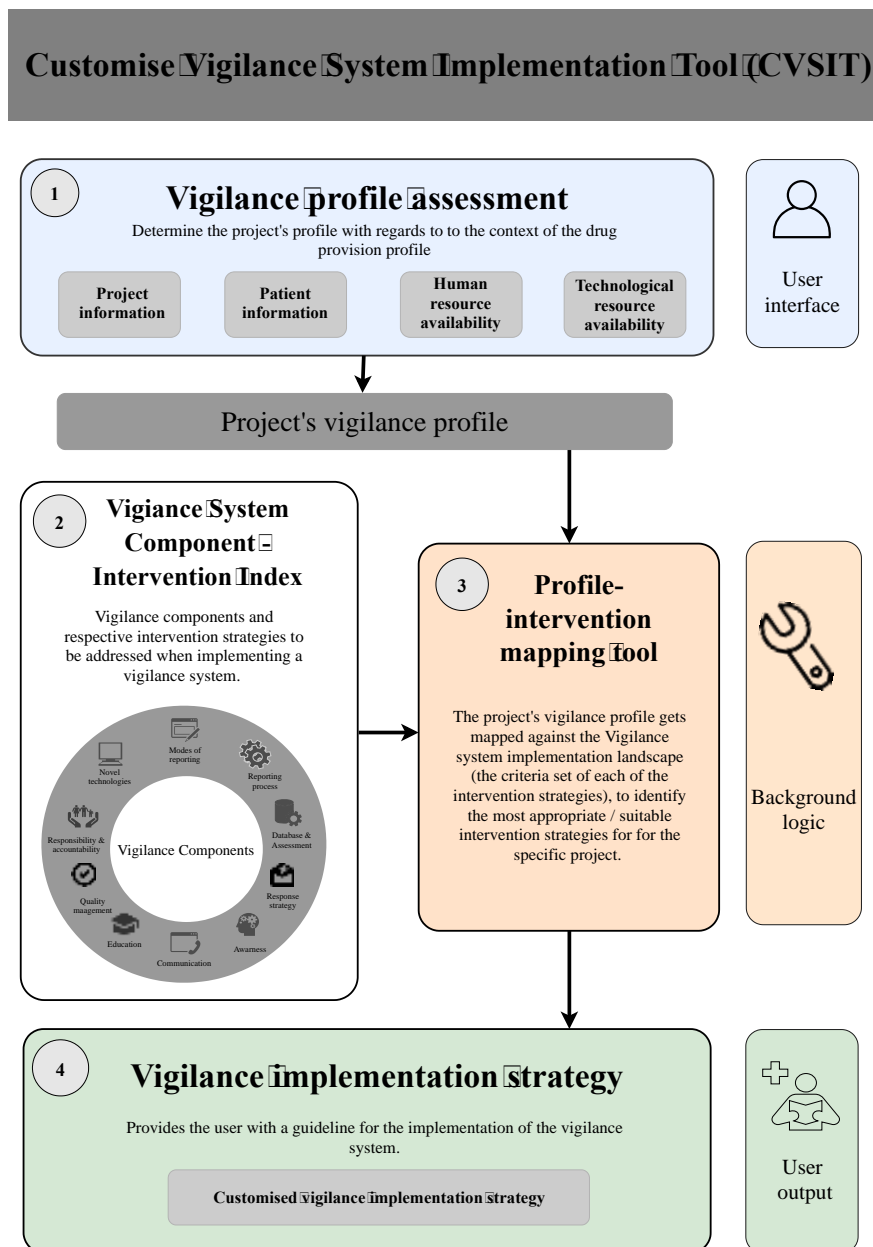 Customise Vigilance System Implementation Tool (CVSIT)
1
Vigilance profile assessment
Determine the project's profile with regards to to the context of the drug
provision profile
Project
information
Patient
information
Human
resource
availability
Technological
resource
availability
User
interface
Project's vigilance profile
2
Vigiance System
Component -
Intervention Index
Vigilance components and
respective intervention strategies to
be addressed when implementing a
vigilance system.
Modes of
reporting
Reporting
process
Database &
Assessment
Response
strategy
Awarness
Communication
Education
Quality
maagement
Responsibility &
accountability
Novel
technologies
Vigilance Components
3
Profile-
intervention
mapping tool
The project's vigilance profile gets
mapped against the Vigilance
system implementation landscape
(the criteria set of each of the
intervention strategies), to identify
the most appropriate / suitable
intervention strategies for for the
specific project.
Background
logic
4
Vigilance implementation strategy
Provides the user with a guideline for the implementation of the vigilance
system.
Customised vigilance implementation strategy
User
output